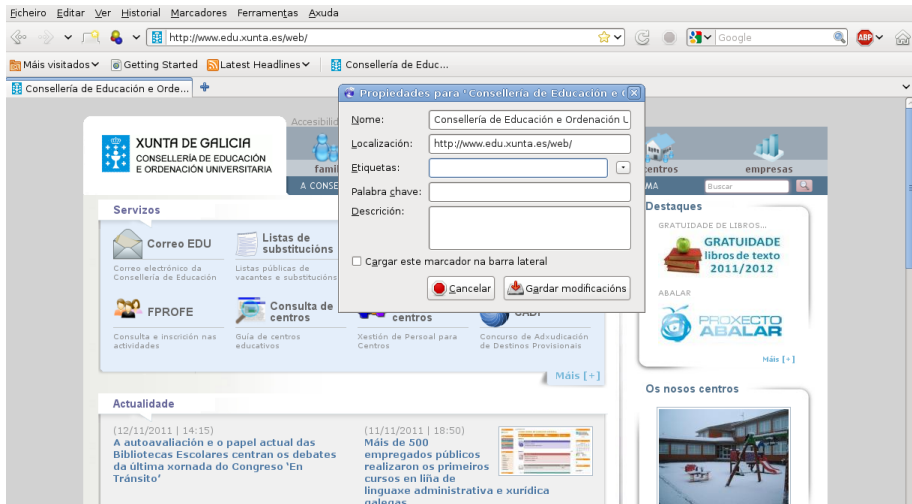 Ficheiro Editar Ver Historial Marcadores Ferramentas Axuda
http://www.edu.xunta.es/web/
Google
ABP
Máis visitados
Getting Started
Latest Headlines
Consellería de Educ...
Consellería de Educación e Orde...
Propiedades para 'Consellería de Educación e
Nome:
Consellería de Educación e Ordenación U
Localización:
http://www.edu.xunta.es/web/
Etiquetas:
Palabra chave:
Descrición:
Cargar este marcador na barra lateral
Cancelar
Gardar modificacións
Accesibilid
XUNTA DE GALICIA
CONSELLERÍA DE EDUCACIÓN
E ORDENACIÓN UNIVERSITARIA
famil
centros
empresas
A CONSE
MA
Buscar
Servizos
Correo EDU
Correo electrónico da
Consellería de Educación
Listas de
substitucións
Listas públicas de
vacantes e substitucións
FPROFE
Consulta e inscrición nas
actividades
Consulta de
centros
Guía de centros
educativos
centros
Xestión de Persoal para
Centros
CADP
Concurso de Adxudicación
de Destinos Provisionais
Máis [+]
Destaques
GRATUIDADE DE LIBROS...
GRATUIDADE
libros de texto
2011/2012
ABALAR
PROXECTO
ABALAR
Máis [+]
Os nosos centros
Actualidade
(12/11/2011 | 14:15)
A autoavaliación e o papel actual das
Bibliotecas Escolares centran os debates
da última xornada do Congreso 'En
Tránsito'
(11/11/2011 | 18:50)
Máis de 500
empregados públicos
realizaron os primeiros
cursos en liña de
linguaxe administrativa e xurídica
galegas